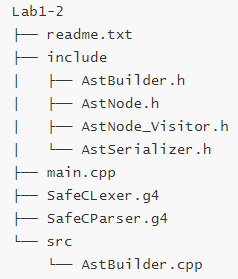 Lab1-2
├── readme.txt
├── include
│   ├── AstBuilder.h
│   ├── AstNode.h
│   ├── AstNode_Visitor.h
│   └── AstSerializer.h
├── main.cpp
├── SafeCLexer.g4
├── SafeCParser.g4
└── src
    └── AstBuilder.cpp